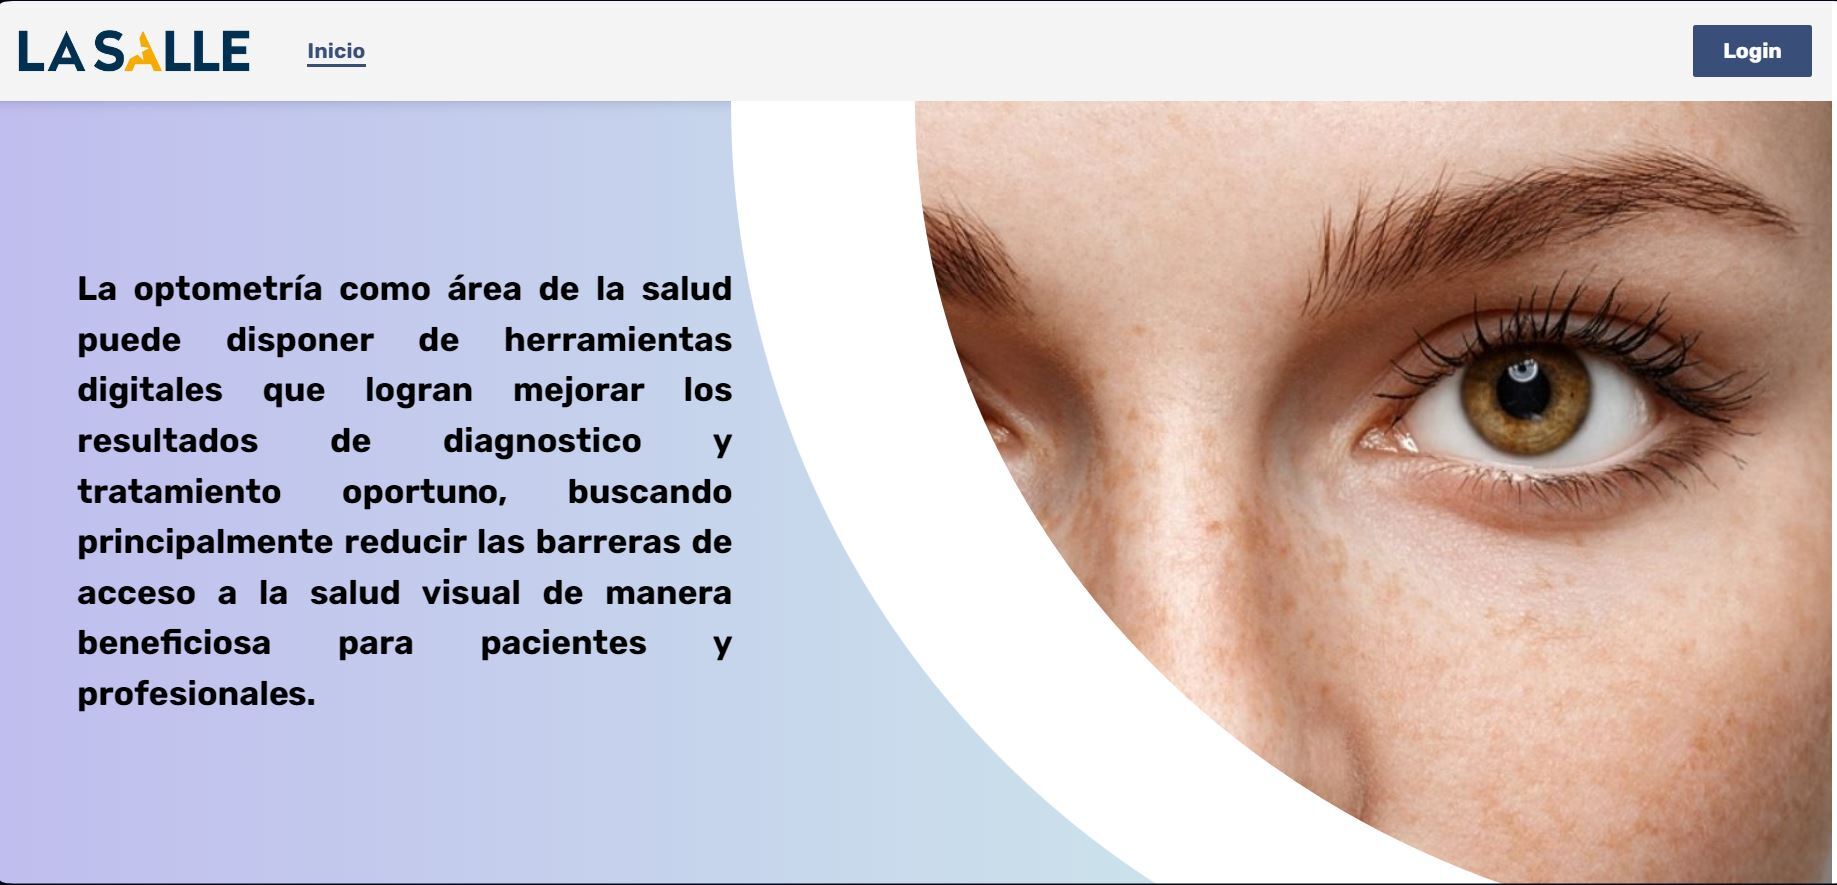 LA SALLE
Inicio
Login
La optometría como área de la salud
puede disponer de herramientas
digitales que logran mejorar los
resultados de diagnostico y
tratamiento oportuno, buscando
principalmente reducir las barreras de
acceso a la salud visual de manera
beneficiosa para pacientes y
profesionales.